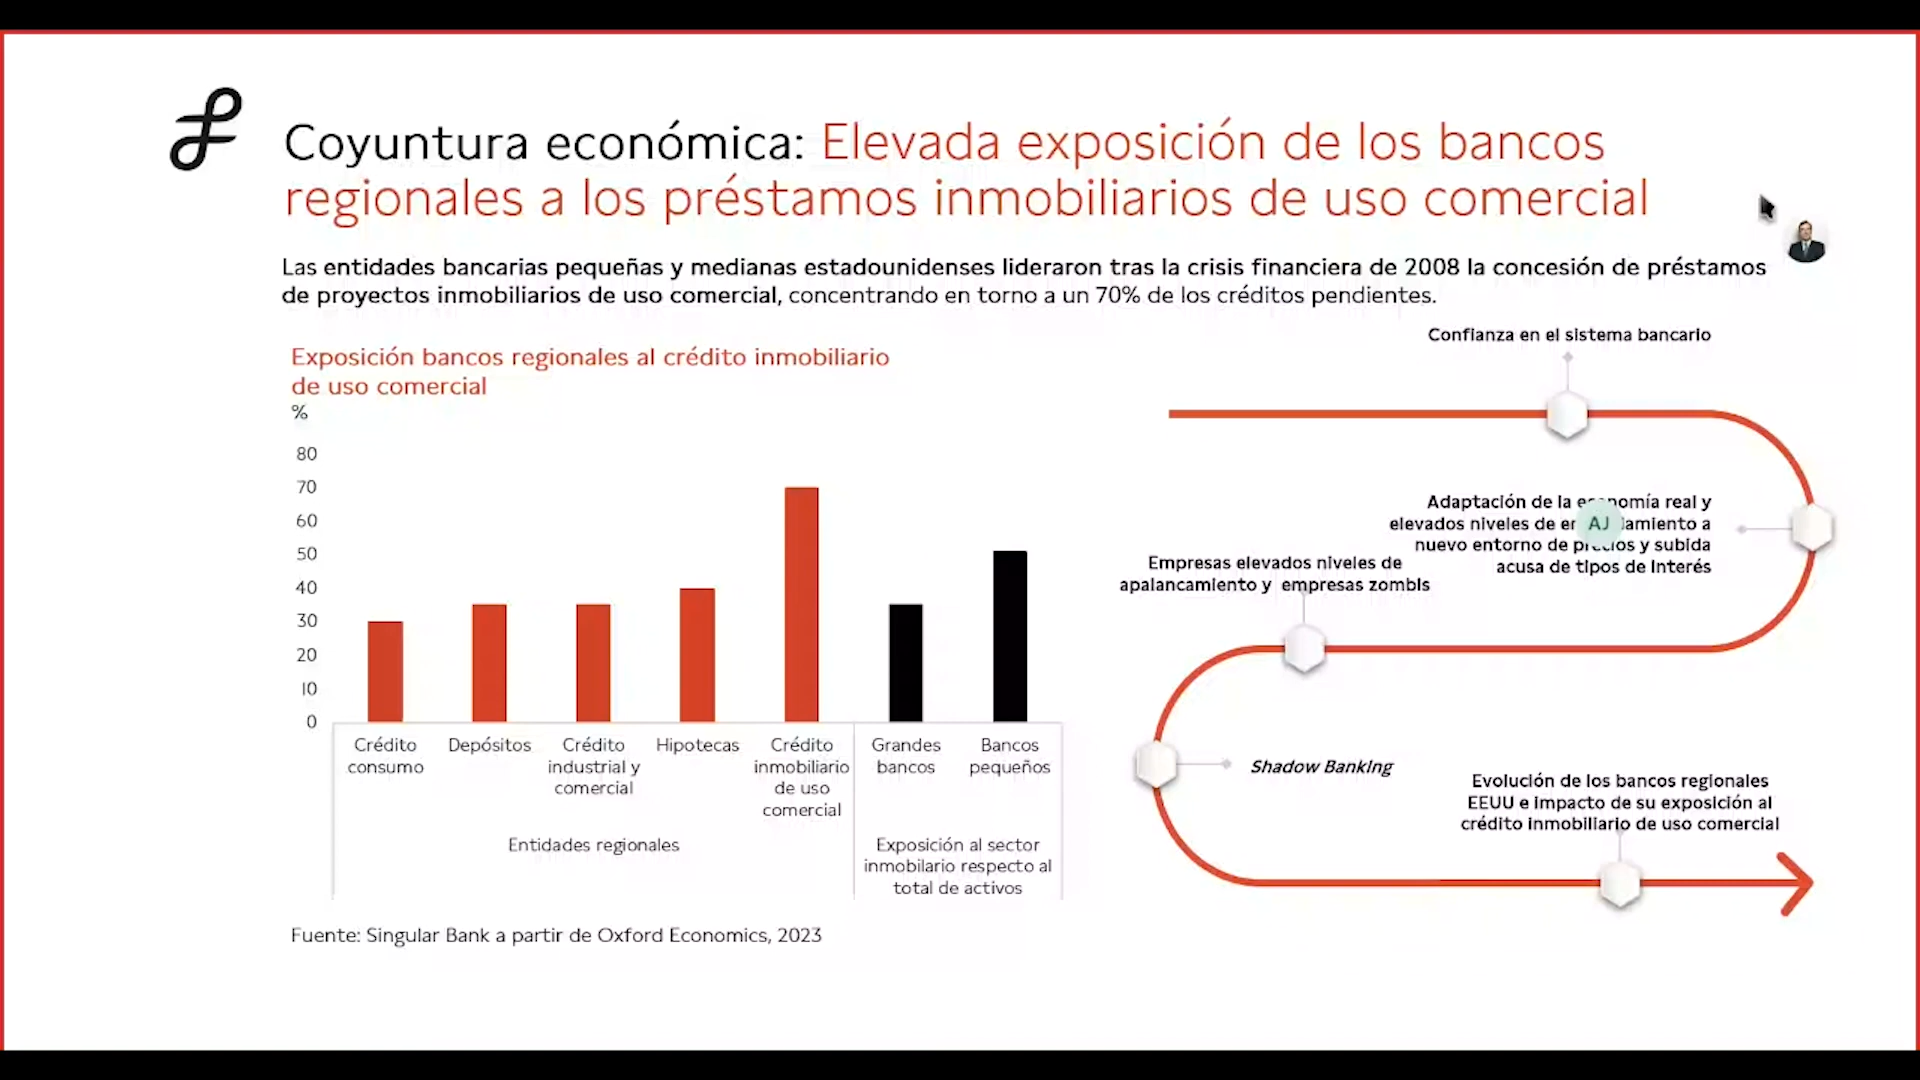 Coyuntura económica: Elevada exposición de los bancos
regionales a los préstamos inmobiliarios de uso comercial
Las entidades bancarias pequeñas y medianas estadounidenses lideraron tras la crisis financiera de 2008 la concesión de préstamos
de proyectos inmobiliarios de uso comercial, concentrando en torno a un 70% de los créditos pendientes.
Exposición bancos regionales al crédito inmobiliario
de uso comercial
%
80
70
60
50
40
30
20
10
0
Crédito
consumo
Depósitos
Crédito
industrial y
comercial
Hipotecas
Crédito
inmobiliario
de uso
comercial
Grandes
bancos
Bancos
pequeños
Entidades regionales
Exposición al sector
inmobilario respecto al
total de activos
Fuente: Singular Bank a partir de Oxford Economics, 2023
Confianza en el sistema bancario
Adaptación de la economía real y
elevados niveles de
AJ
a
nuevo entorno de precios y subida
acusa de tipos de interés
Empresas elevados niveles de
apalancamiento y empresas zombis
Shadow Banking
Evolución de los bancos regionales
EEUU e impacto de su exposición al
crédito inmobiliario de uso comercial